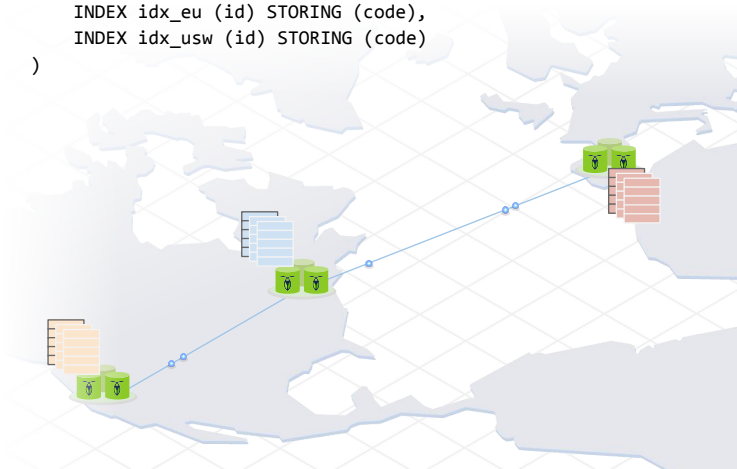 INDEX idx_eu (id) STORING (code),
INDEX idx_usw (id) STORING (code)
)